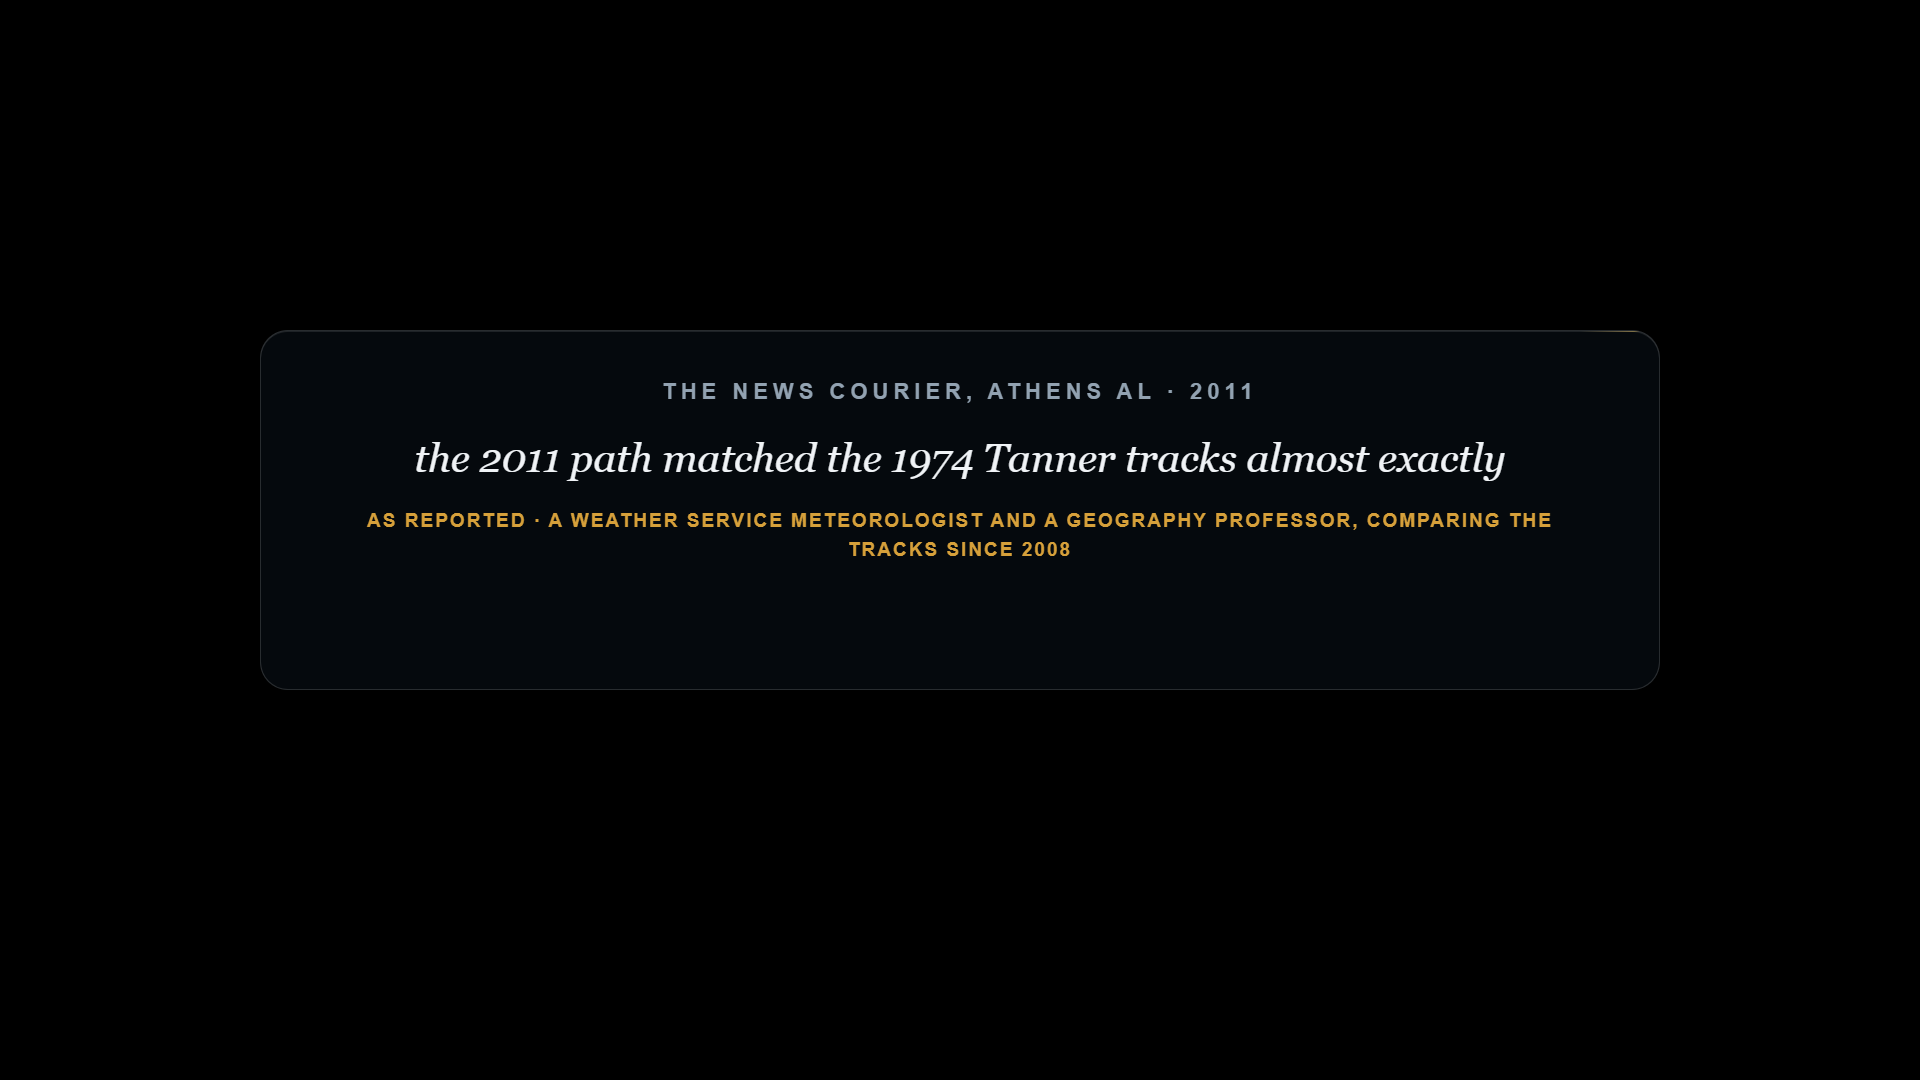 THE NEWS COURIER, ATHENS AL · 2011
the 2011 path matched the 1974 Tanner tracks almost exactly
AS REPORTED · A WEATHER SERVICE METEOROLOGIST AND A GEOGRAPHY PROFESSOR, COMPARING THE
TRACKS SINCE 2008